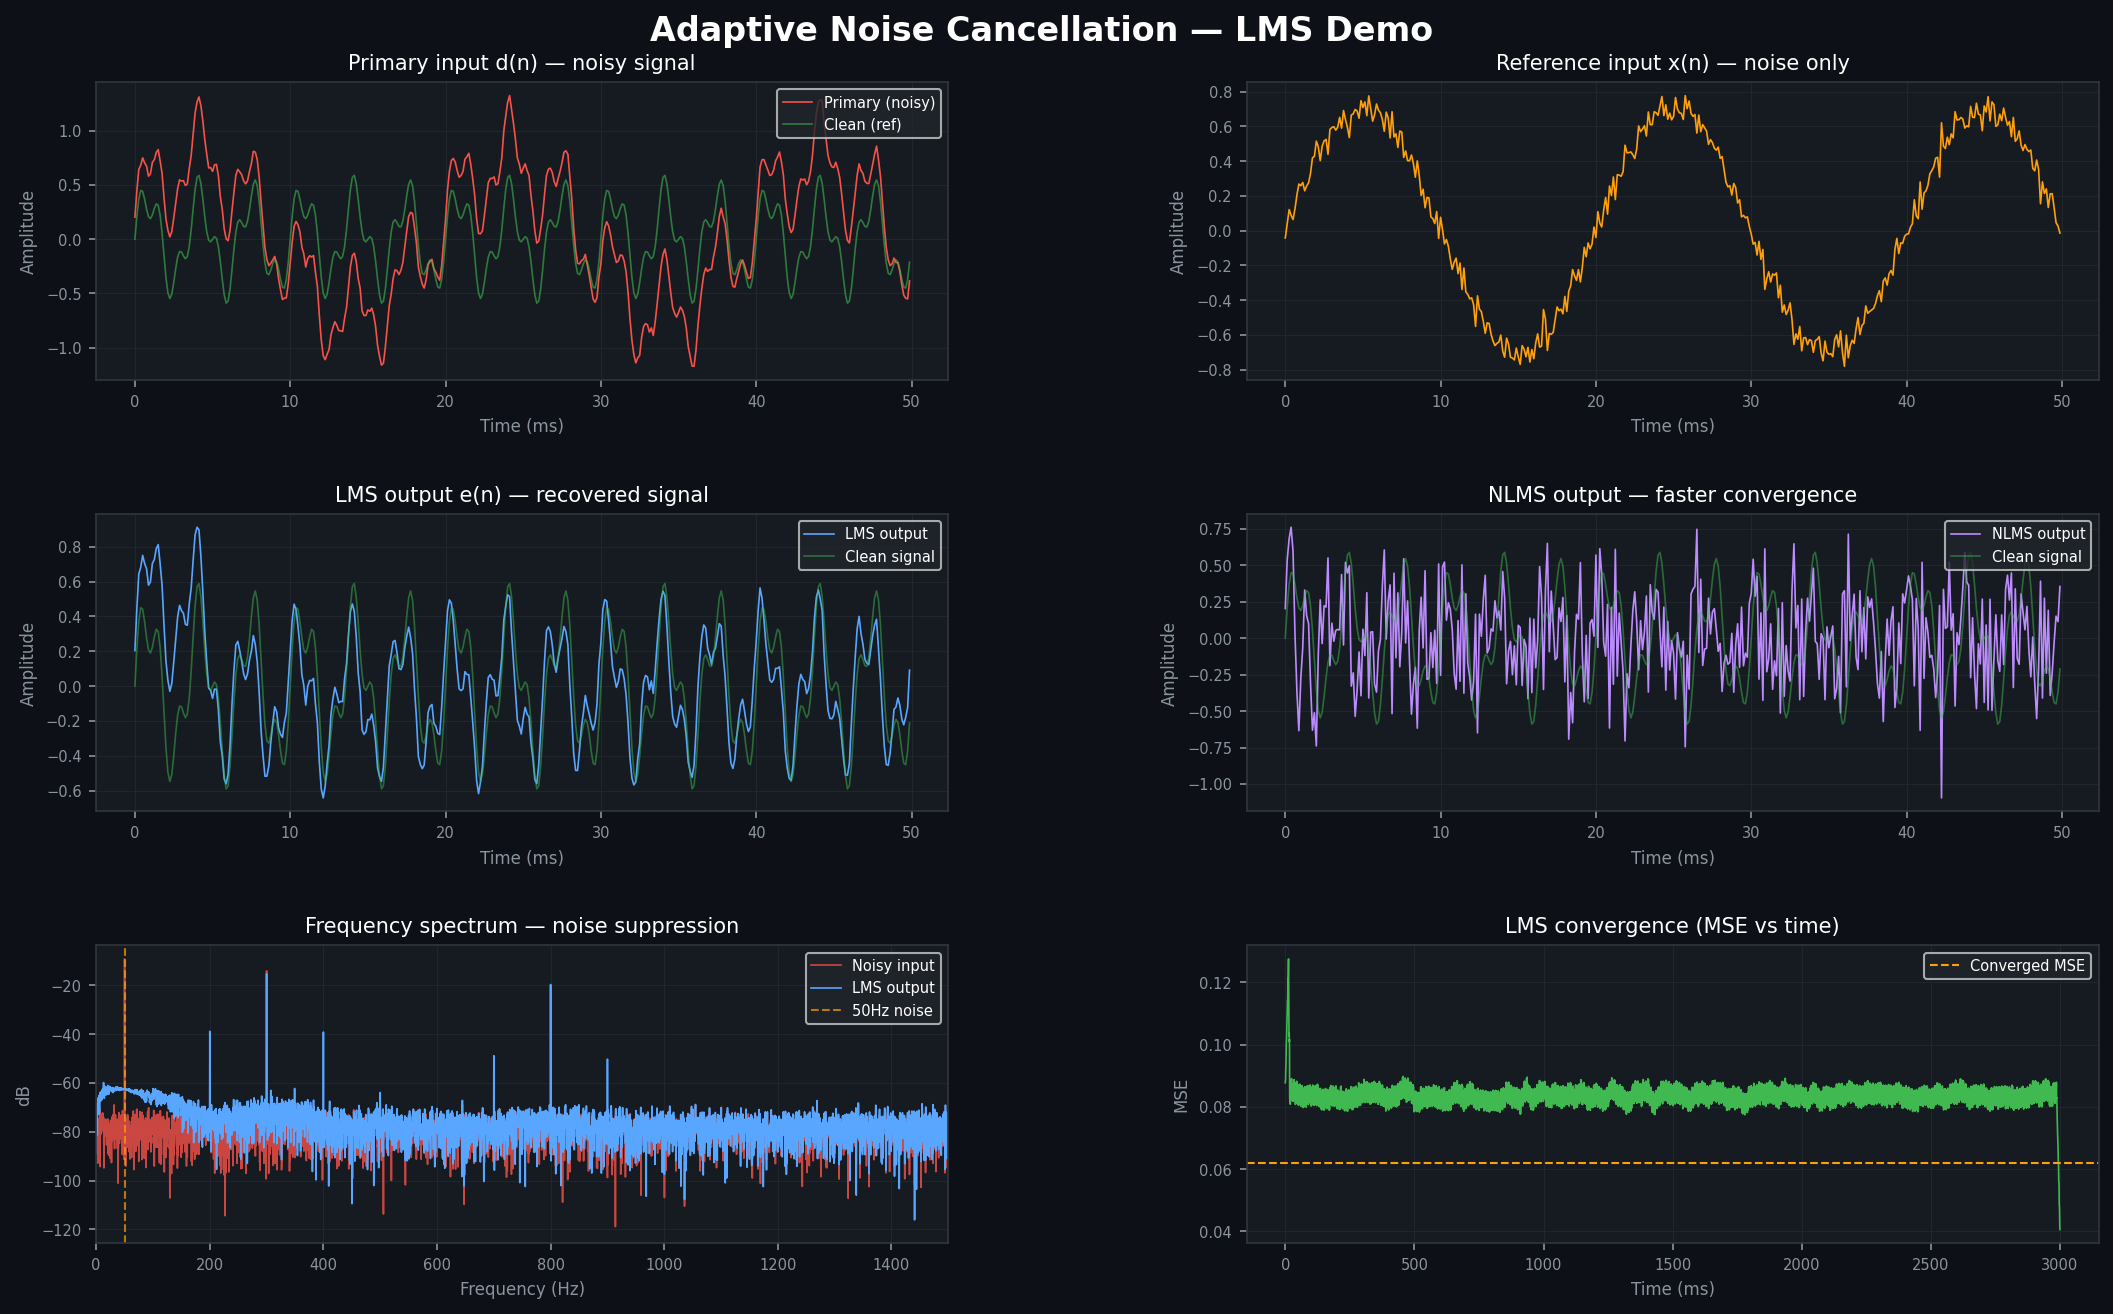 Adaptive Noise Cancellation — LMS Demo
Primary input d(n) — noisy signal
Primary (noisy)
Clean (ref)
Amplitude
1.0
0.5
0.0
−0.5
−1.0
0 10 20 30 40 50
Time (ms)
Reference input x(n) — noise only
Amplitude
0.8
0.6
0.4
0.2
0.0
−0.2
−0.4
−0.6
−0.8
0 10 20 30 40 50
Time (ms)
LMS output e(n) — recovered signal
LMS output
Clean signal
Amplitude
0.8
0.6
0.4
0.2
0.0
−0.2
−0.4
−0.6
0 10 20 30 40 50
Time (ms)
NLMS output — faster convergence
NLMS output
Clean signal
Amplitude
0.75
0.50
0.25
0.00
−0.25
−0.50
−0.75
−1.00
0 10 20 30 40 50
Time (ms)
Frequency spectrum — noise suppression
Noisy input
LMS output
50Hz noise
dB
−20
−40
−60
−80
−100
−120
0 200 400 600 800 1000 1200 1400
Frequency (Hz)
LMS convergence (MSE vs time)
Converged MSE
MSE
0.12
0.10
0.08
0.06
0.04
0 500 1000 1500 2000 2500 3000
Time (ms)